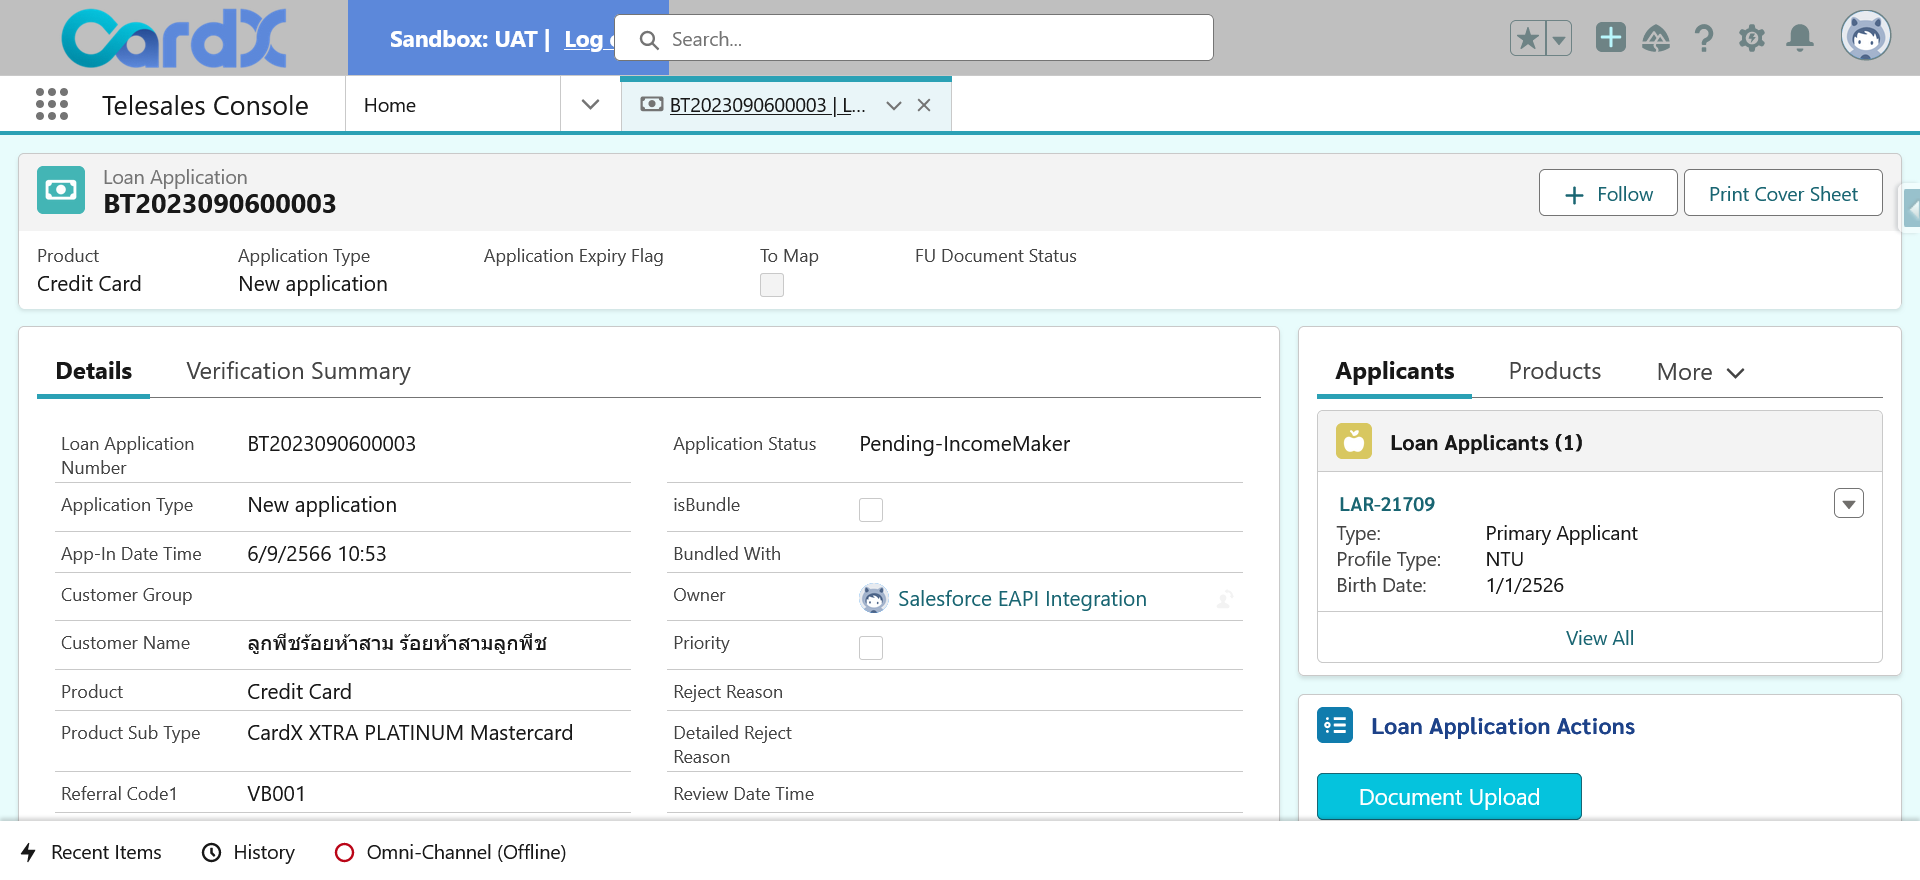 CardX
Sandbox: UAT | Log
Search...
Telesales Console
Home
BT2023090600003 | L...
Loan Application
BT2023090600003
Follow
Print Cover Sheet
Product
Application Type
Application Expiry Flag
To Map
FU Document Status
Credit Card
New application
Details
Verification Summary
Loan Application Number
BT2023090600003
Application Status
Pending-IncomeMaker
Application Type
New application
isBundle
App-In Date Time
6/9/2566 10:53
Bundled With
Customer Group
Owner
Salesforce EAPI Integration
Customer Name
ลูกพีชร้อยห้าสาม ร้อยห้าสามลูกพีช
Priority
Product
Credit Card
Reject Reason
Product Sub Type
CardX XTRA PLATINUM Mastercard
Detailed Reject Reason
Referral Code1
VB001
Review Date Time
Applicants
Products
More
Loan Applicants (1)
LAR-21709
Type:
Primary Applicant
Profile Type:
NTU
Birth Date:
1/1/2526
View All
Loan Application Actions
Document Upload
Recent Items
History
Omni-Channel (Offline)